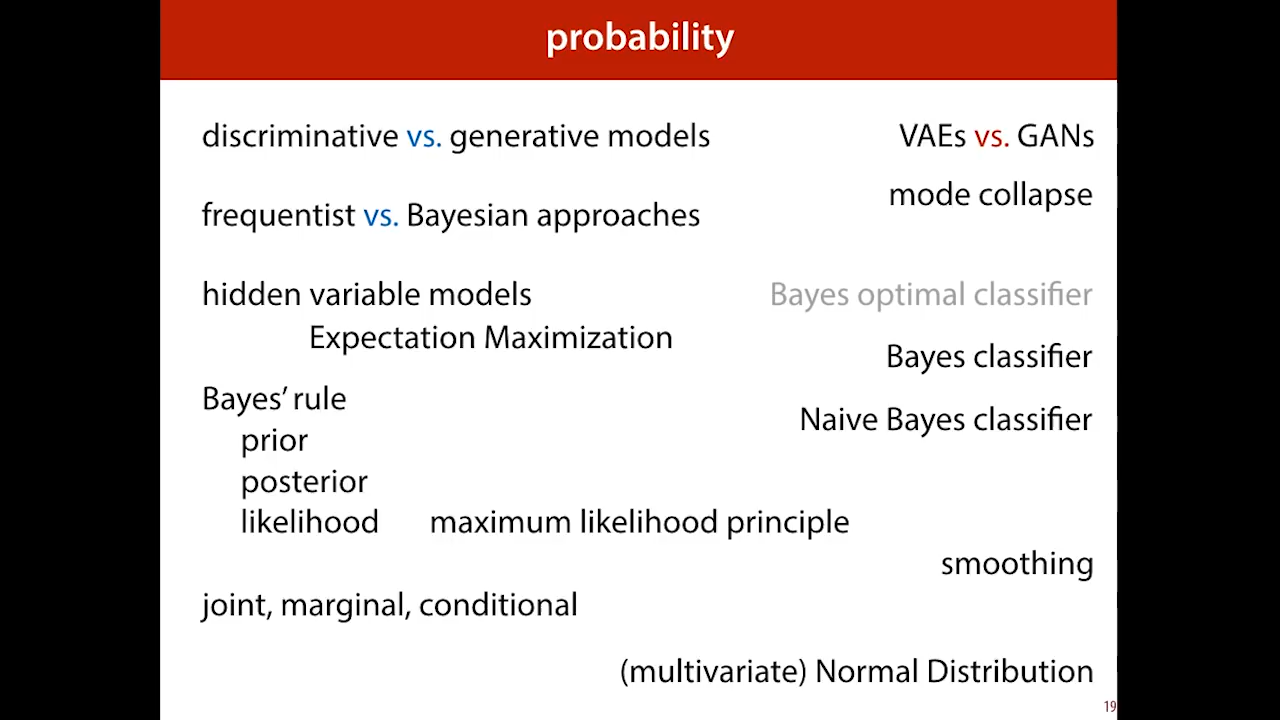 probability
discriminative vs. generative models
VAEs vs. GANs
mode collapse
frequentist vs. Bayesian approaches
hidden variable models
Bayes optimal classifier
Expectation Maximization
Bayes classifier
Bayes’ rule
Naive Bayes classifier
prior
posterior
likelihood maximum likelihood principle
smoothing
joint, marginal, conditional
(multivariate) Normal Distribution
19